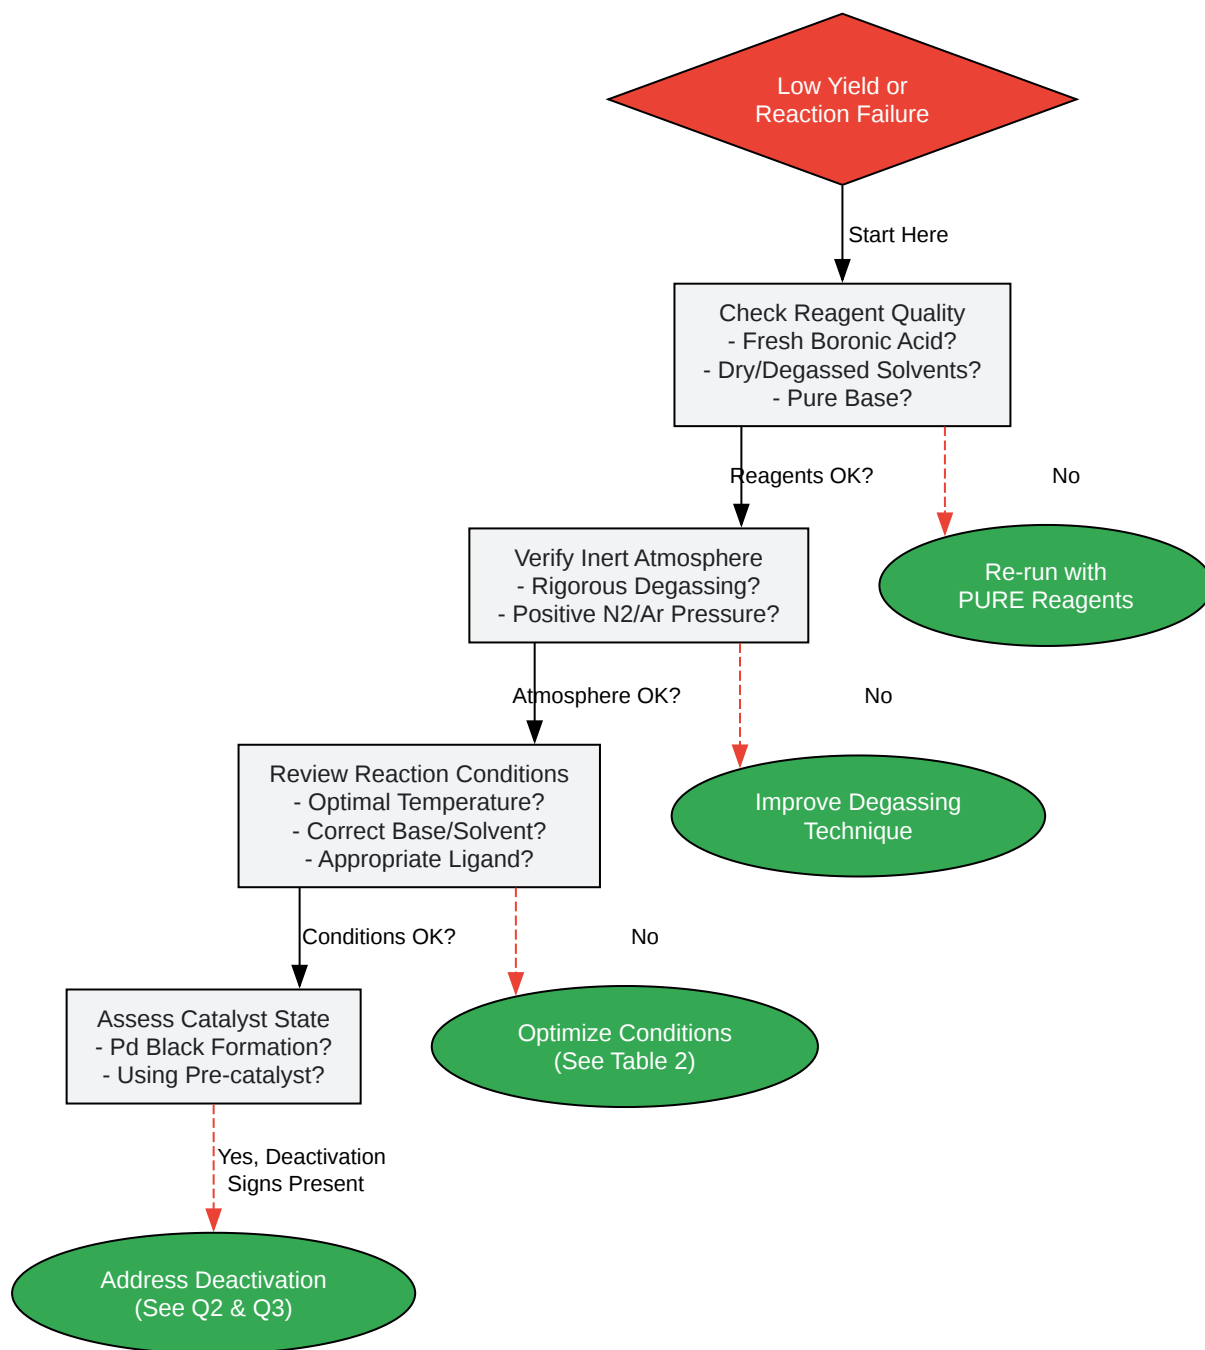 Low Yield or
Reaction Failure
Start Here
Check Reagent Quality
- Fresh Boronic Acid?
- Dry/Degassed Solvents?
- Pure Base?
Reagents OK?
No
Verify Inert Atmosphere
- Rigorous Degassing?
- Positive N2/Ar Pressure?
Re-run with
PURE Reagents
Atmosphere OK?
No
Review Reaction Conditions
- Optimal Temperature?
- Correct Base/Solvent?
- Appropriate Ligand?
Improve Degassing
Technique
Conditions OK?
No
Assess Catalyst State
- Pd Black Formation?
- Using Pre-catalyst?
Optimize Conditions
(See Table 2)
Yes, Deactivation
Signs Present
Address Deactivation
(See Q2 & Q3)